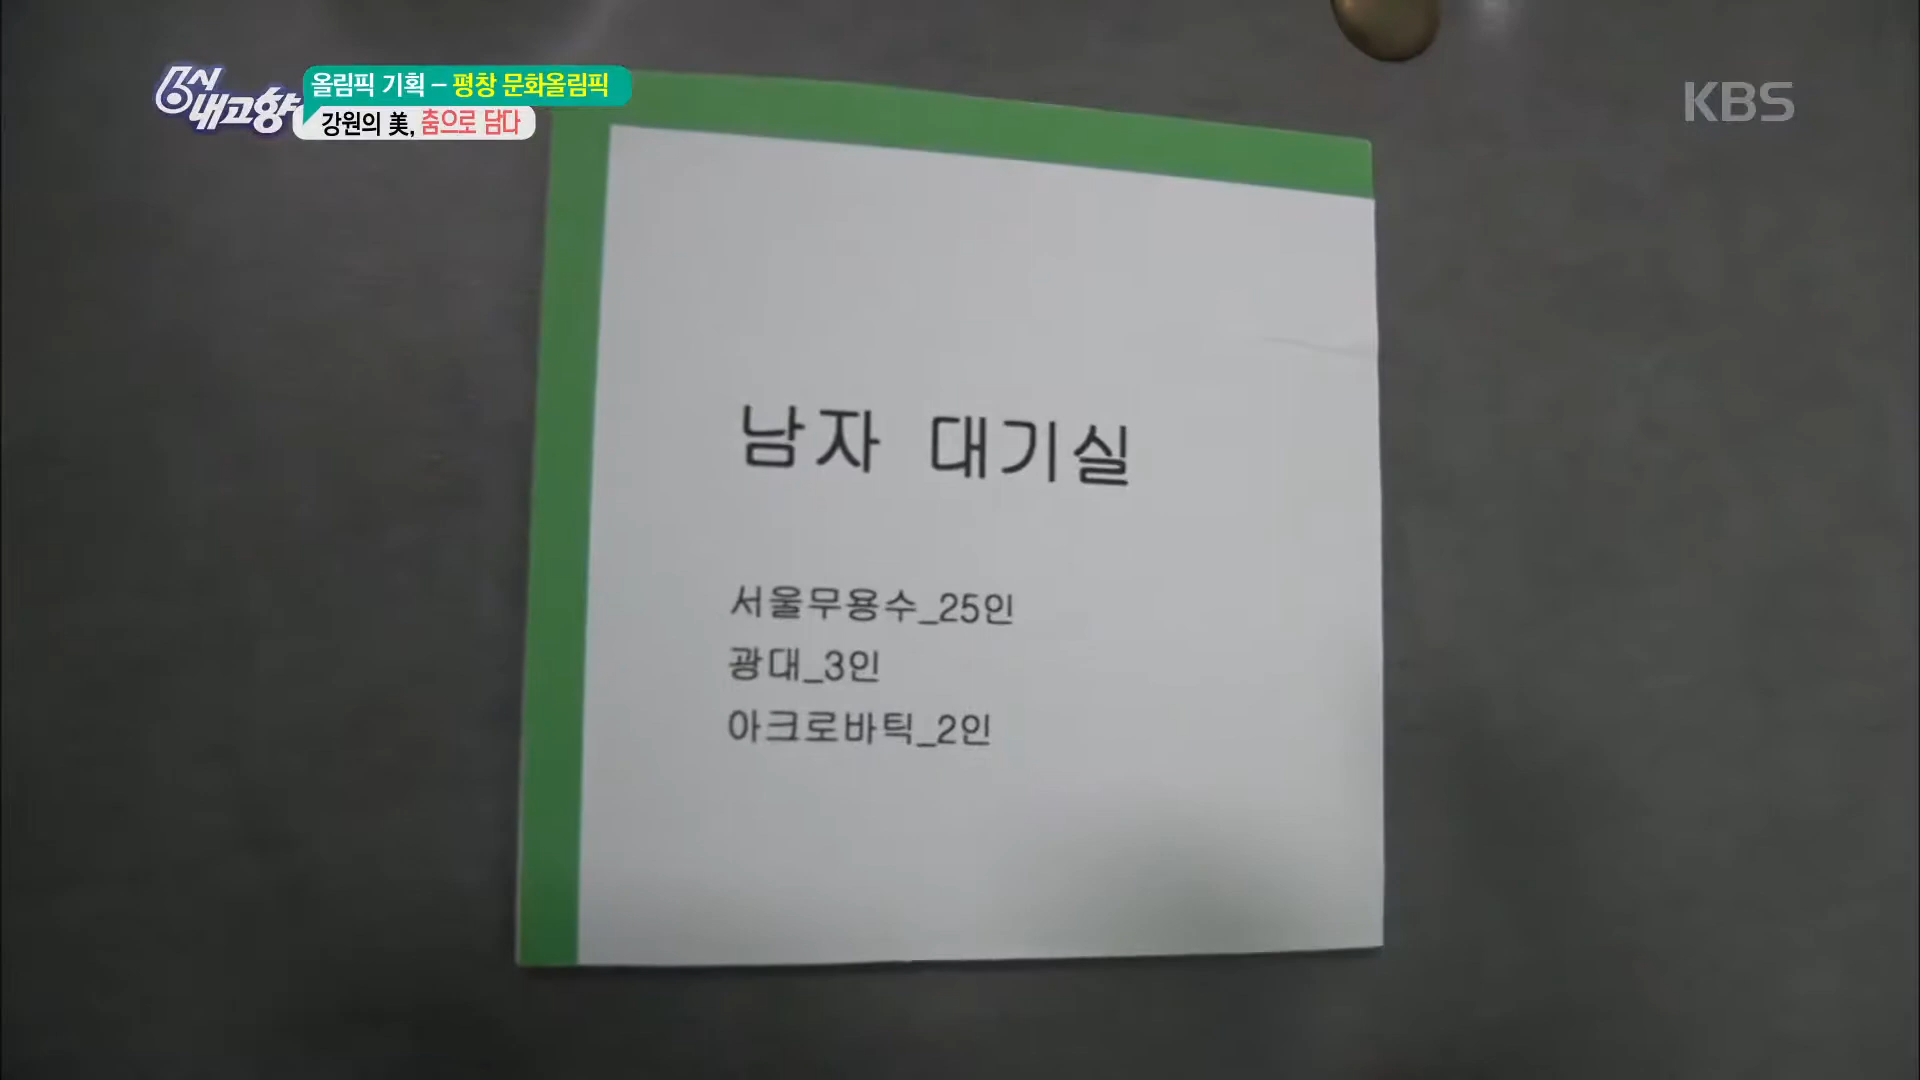 6시 내고향
올림픽 기획 – 평창 문화올림픽
강원의 美, 춤으로 담다
KBS
남자 대기실
서울무용수_25인
광대_3인
아크로바틱_2인